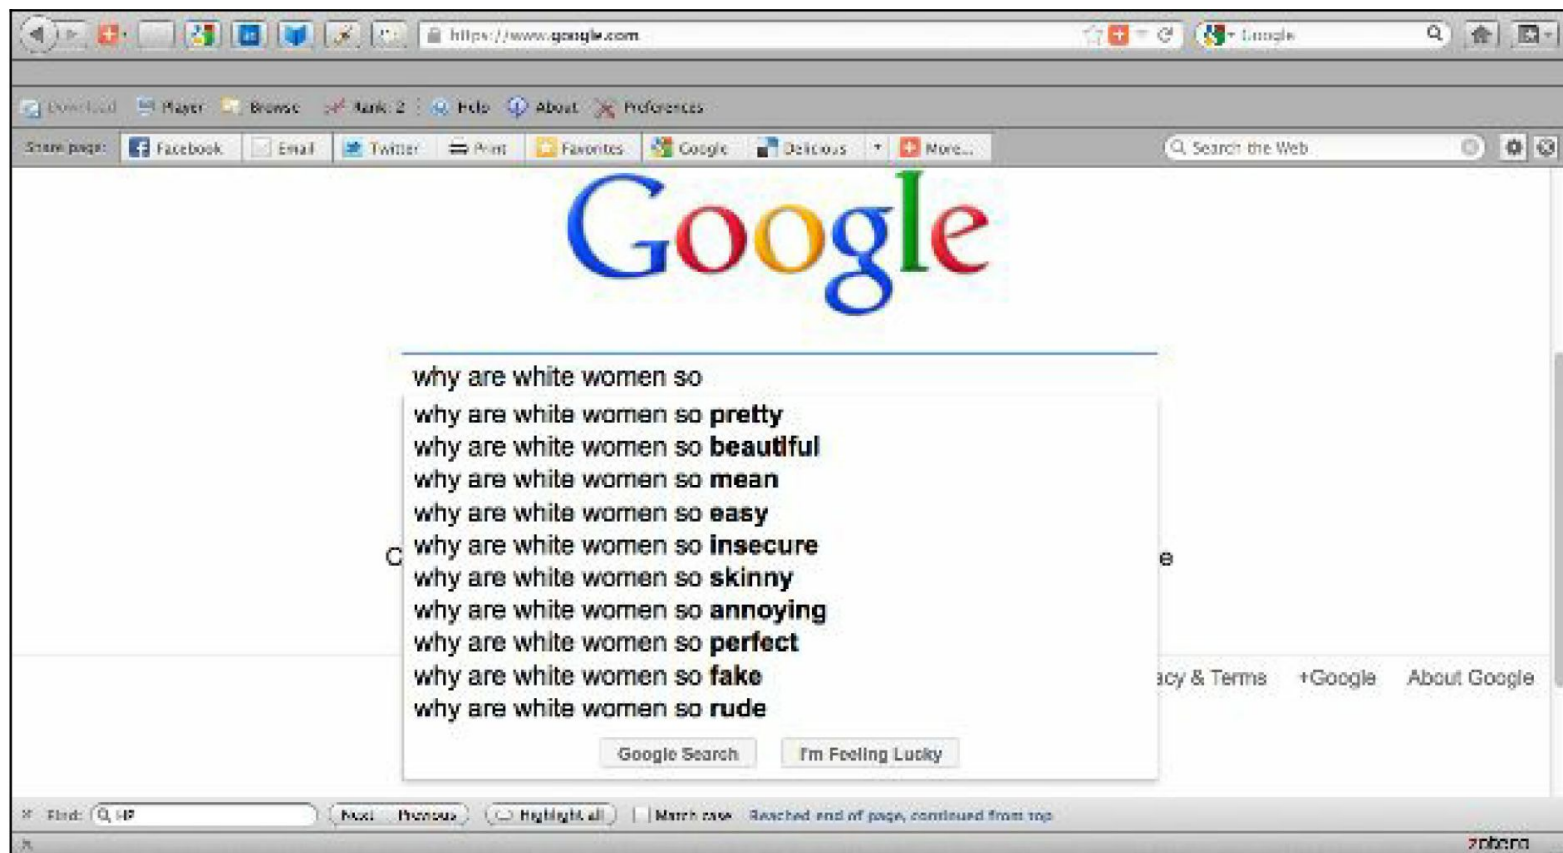 https://www.google.com Google
Download Player Browse Rank: 2 Help About Preferences
Share page: Facebook Email Twitter Print Favorites Google Delicious More... Search the Web
Google
why are white women so
why are white women so pretty
why are white women so beautiful
why are white women so mean
why are white women so easy
why are white women so insecure
why are white women so skinny
why are white women so annoying
why are white women so perfect
why are white women so fake
why are white women so rude
C e
acy & Terms +Google About Google
Google Search I'm Feeling Lucky
Find: Next Previous Highlight all Match case Reached end of page, continued from top
zotero